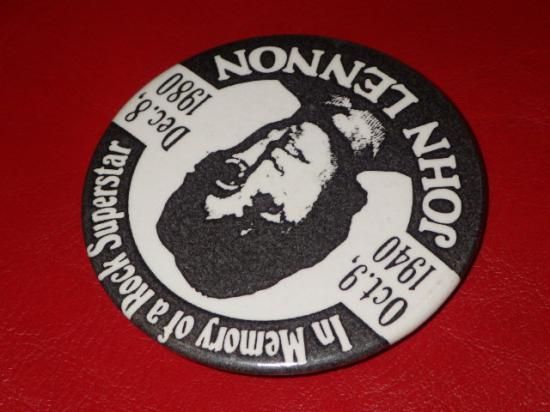 JOHN LENNON
Oct.9,
1940
Dec.8,
1980
In Memory of a Rock Superstar